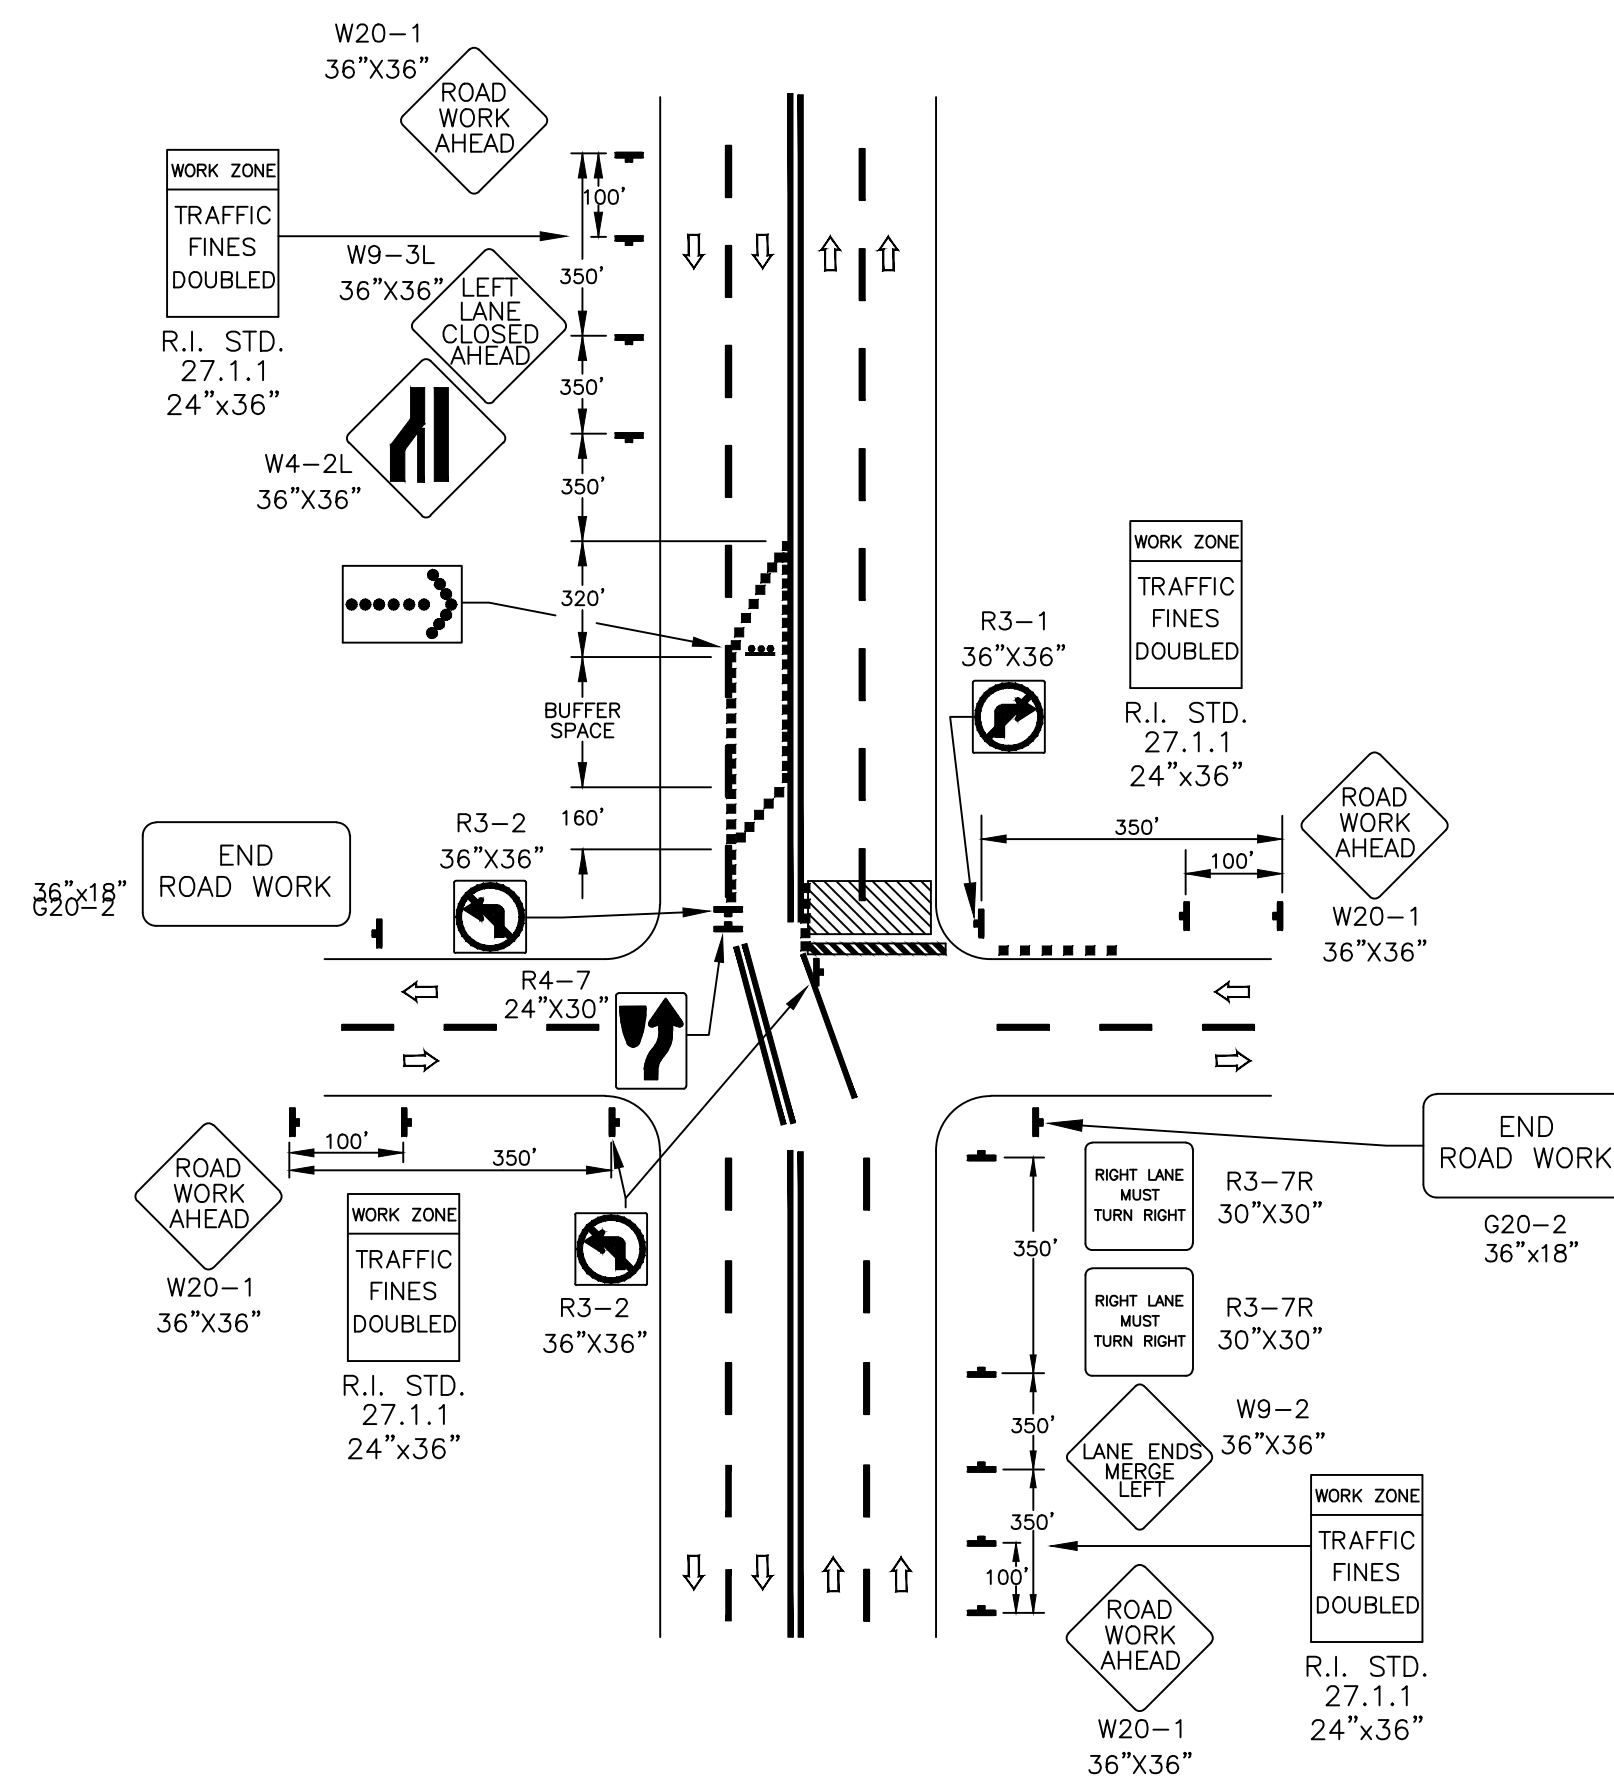 W20-1
36"X36"
ROAD
WORK
AHEAD
WORK ZONE
TRAFFIC
FINES
DOUBLED
R.I. STD.
27.1.1
24"x36"
100'
W9-3L
36"X36"
LEFT
LANE
CLOSED
AHEAD
350'
350'
W4-2L
36"X36"
350'
320'
BUFFER
SPACE
160'
WORK ZONE
TRAFFIC
FINES
DOUBLED
R.I. STD.
27.1.1
24"x36"
R3-1
36"X36"
350'
100'
ROAD
WORK
AHEAD
W20-1
36"X36"
END
ROAD WORK
36"x18"
G20-2
R3-2
36"X36"
R4-7
24"X30"
100'
350'
ROAD
WORK
AHEAD
W20-1
36"X36"
WORK ZONE
TRAFFIC
FINES
DOUBLED
R.I. STD.
27.1.1
24"x36"
R3-2
36"X36"
END
ROAD WORK
G20-2
36"x18"
RIGHT LANE
MUST
TURN RIGHT
R3-7R
30"X30"
350'
RIGHT LANE
MUST
TURN RIGHT
R3-7R
30"X30"
350'
LANE ENDS
MERGE
LEFT
W9-2
36"X36"
350'
100'
WORK ZONE
TRAFFIC
FINES
DOUBLED
R.I. STD.
27.1.1
24"x36"
ROAD
WORK
AHEAD
W20-1
36"X36"